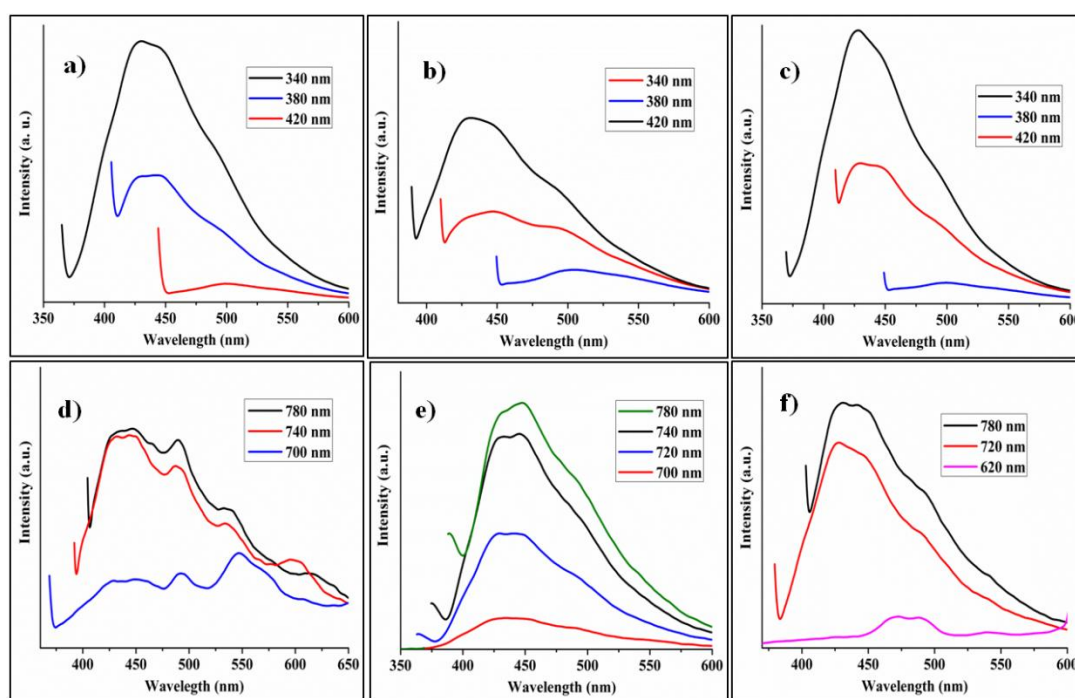 a)
340 nm
380 nm
420 nm
Intensity (a. u.)
350 400 450 500 550 600
Wavelength (nm)
b)
340 nm
380 nm
420 nm
Intensity (a.u.)
400 450 500 550 600
Wavelength (nm)
c)
340 nm
380 nm
420 nm
Intensity (a.u.)
350 400 450 500 550 600
Wavelength (nm)
d)
780 nm
740 nm
700 nm
Intensity (a.u.)
400 450 500 550 600 650
Wavelegth (nm)
e)
780 nm
740 nm
720 nm
700 nm
Intensity (a.u.)
350 400 450 500 550 600
Wavelength (nm)
f)
780 nm
720 nm
620 nm
Intensity (a.u.)
400 450 500 550 600
Wavelength (nm)